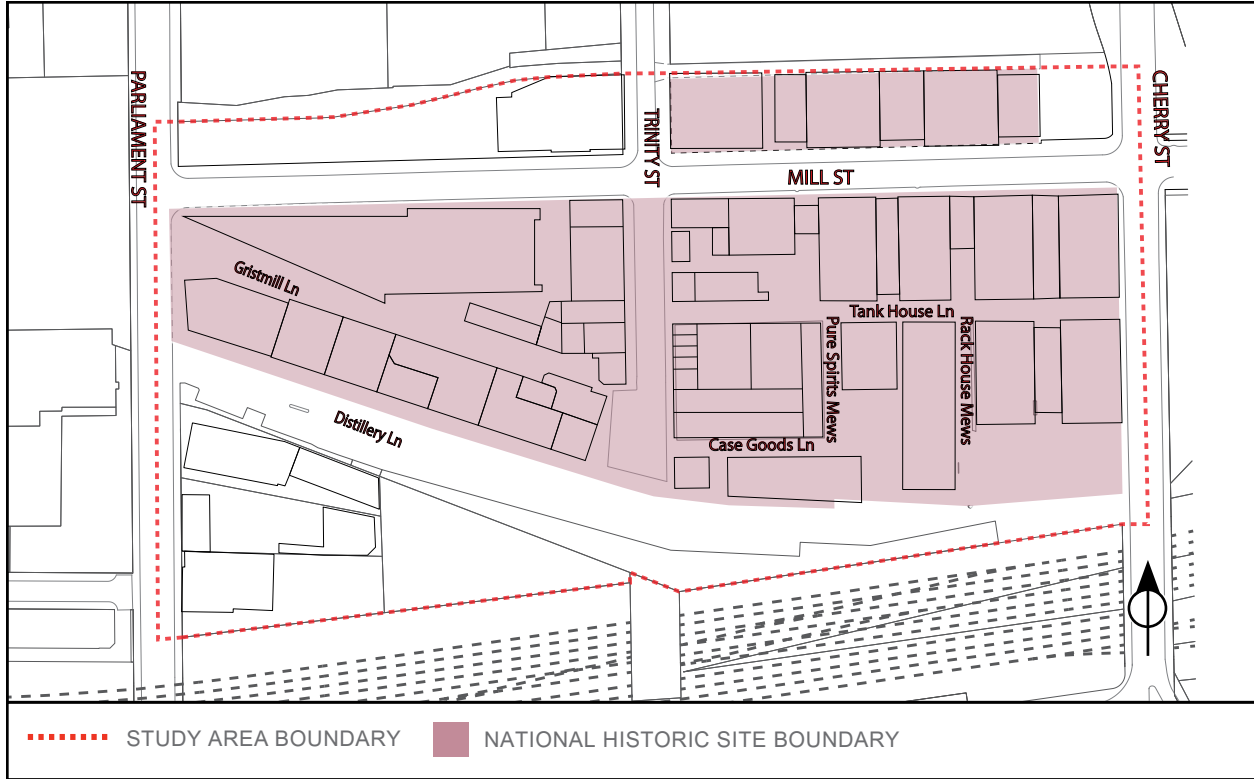 PARLIAMENT ST
TRINITY ST
CHERRY ST
MILL ST
Gristmill Ln
Tank House Ln
Pure Spirits Mews
Rack House Mews
Distillery Ln
Case Goods Ln
STUDY AREA BOUNDARY
NATIONAL HISTORIC SITE BOUNDARY